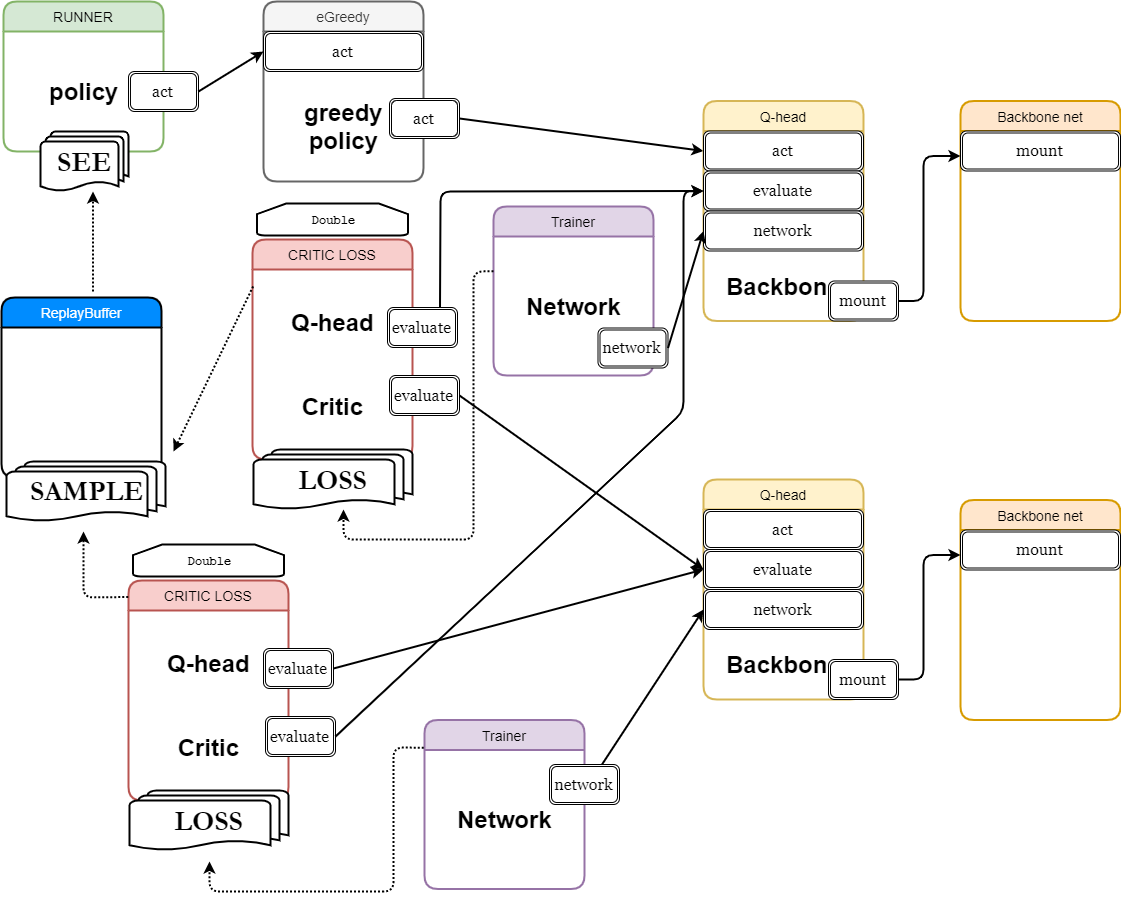 RUNNER
policy
act
SEE
eGreedy
act
greedy
policy
act
Q-head
act
evaluate
network
Backbon
mount
Backbone net
mount
Double
CRITIC LOSS
Q-head
evaluate
Critic
evaluate
LOSS
Trainer
Network
network
ReplayBuffer
SAMPLE
Q-head
act
evaluate
network
Backbon
mount
Backbone net
mount
Double
CRITIC LOSS
Q-head
evaluate
Critic
evaluate
LOSS
Trainer
network
Network